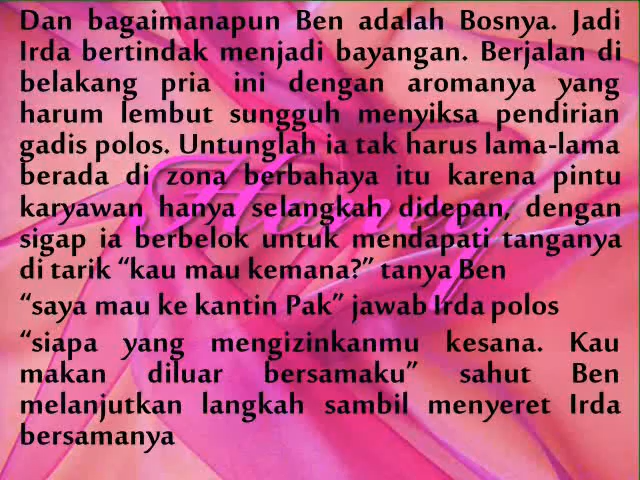 Dan bagaimanapun Ben adalah Bosnya. Jadi
Irda bertindak menjadi bayangan. Berjalan di
belakang pria ini dengan aromanya yang
harum lembut sungguh menyiksa pendirian
gadis polos. Untunglah ia tak harus lama-lama
berada di zona berbahaya itu karena pintu
karyawan hanya selangkah didepan, dengan
sigap ia berbelok untuk mendapati tanganya
di tarik “kau mau kemana?” tanya Ben
“saya mau ke kantin Pak” jawab Irda polos
“siapa yang mengizinkanmu kesana. Kau
makan diluar bersamaku” sahut Ben
melanjutkan langkah sambil menyeret Irda
bersamanya
Honey